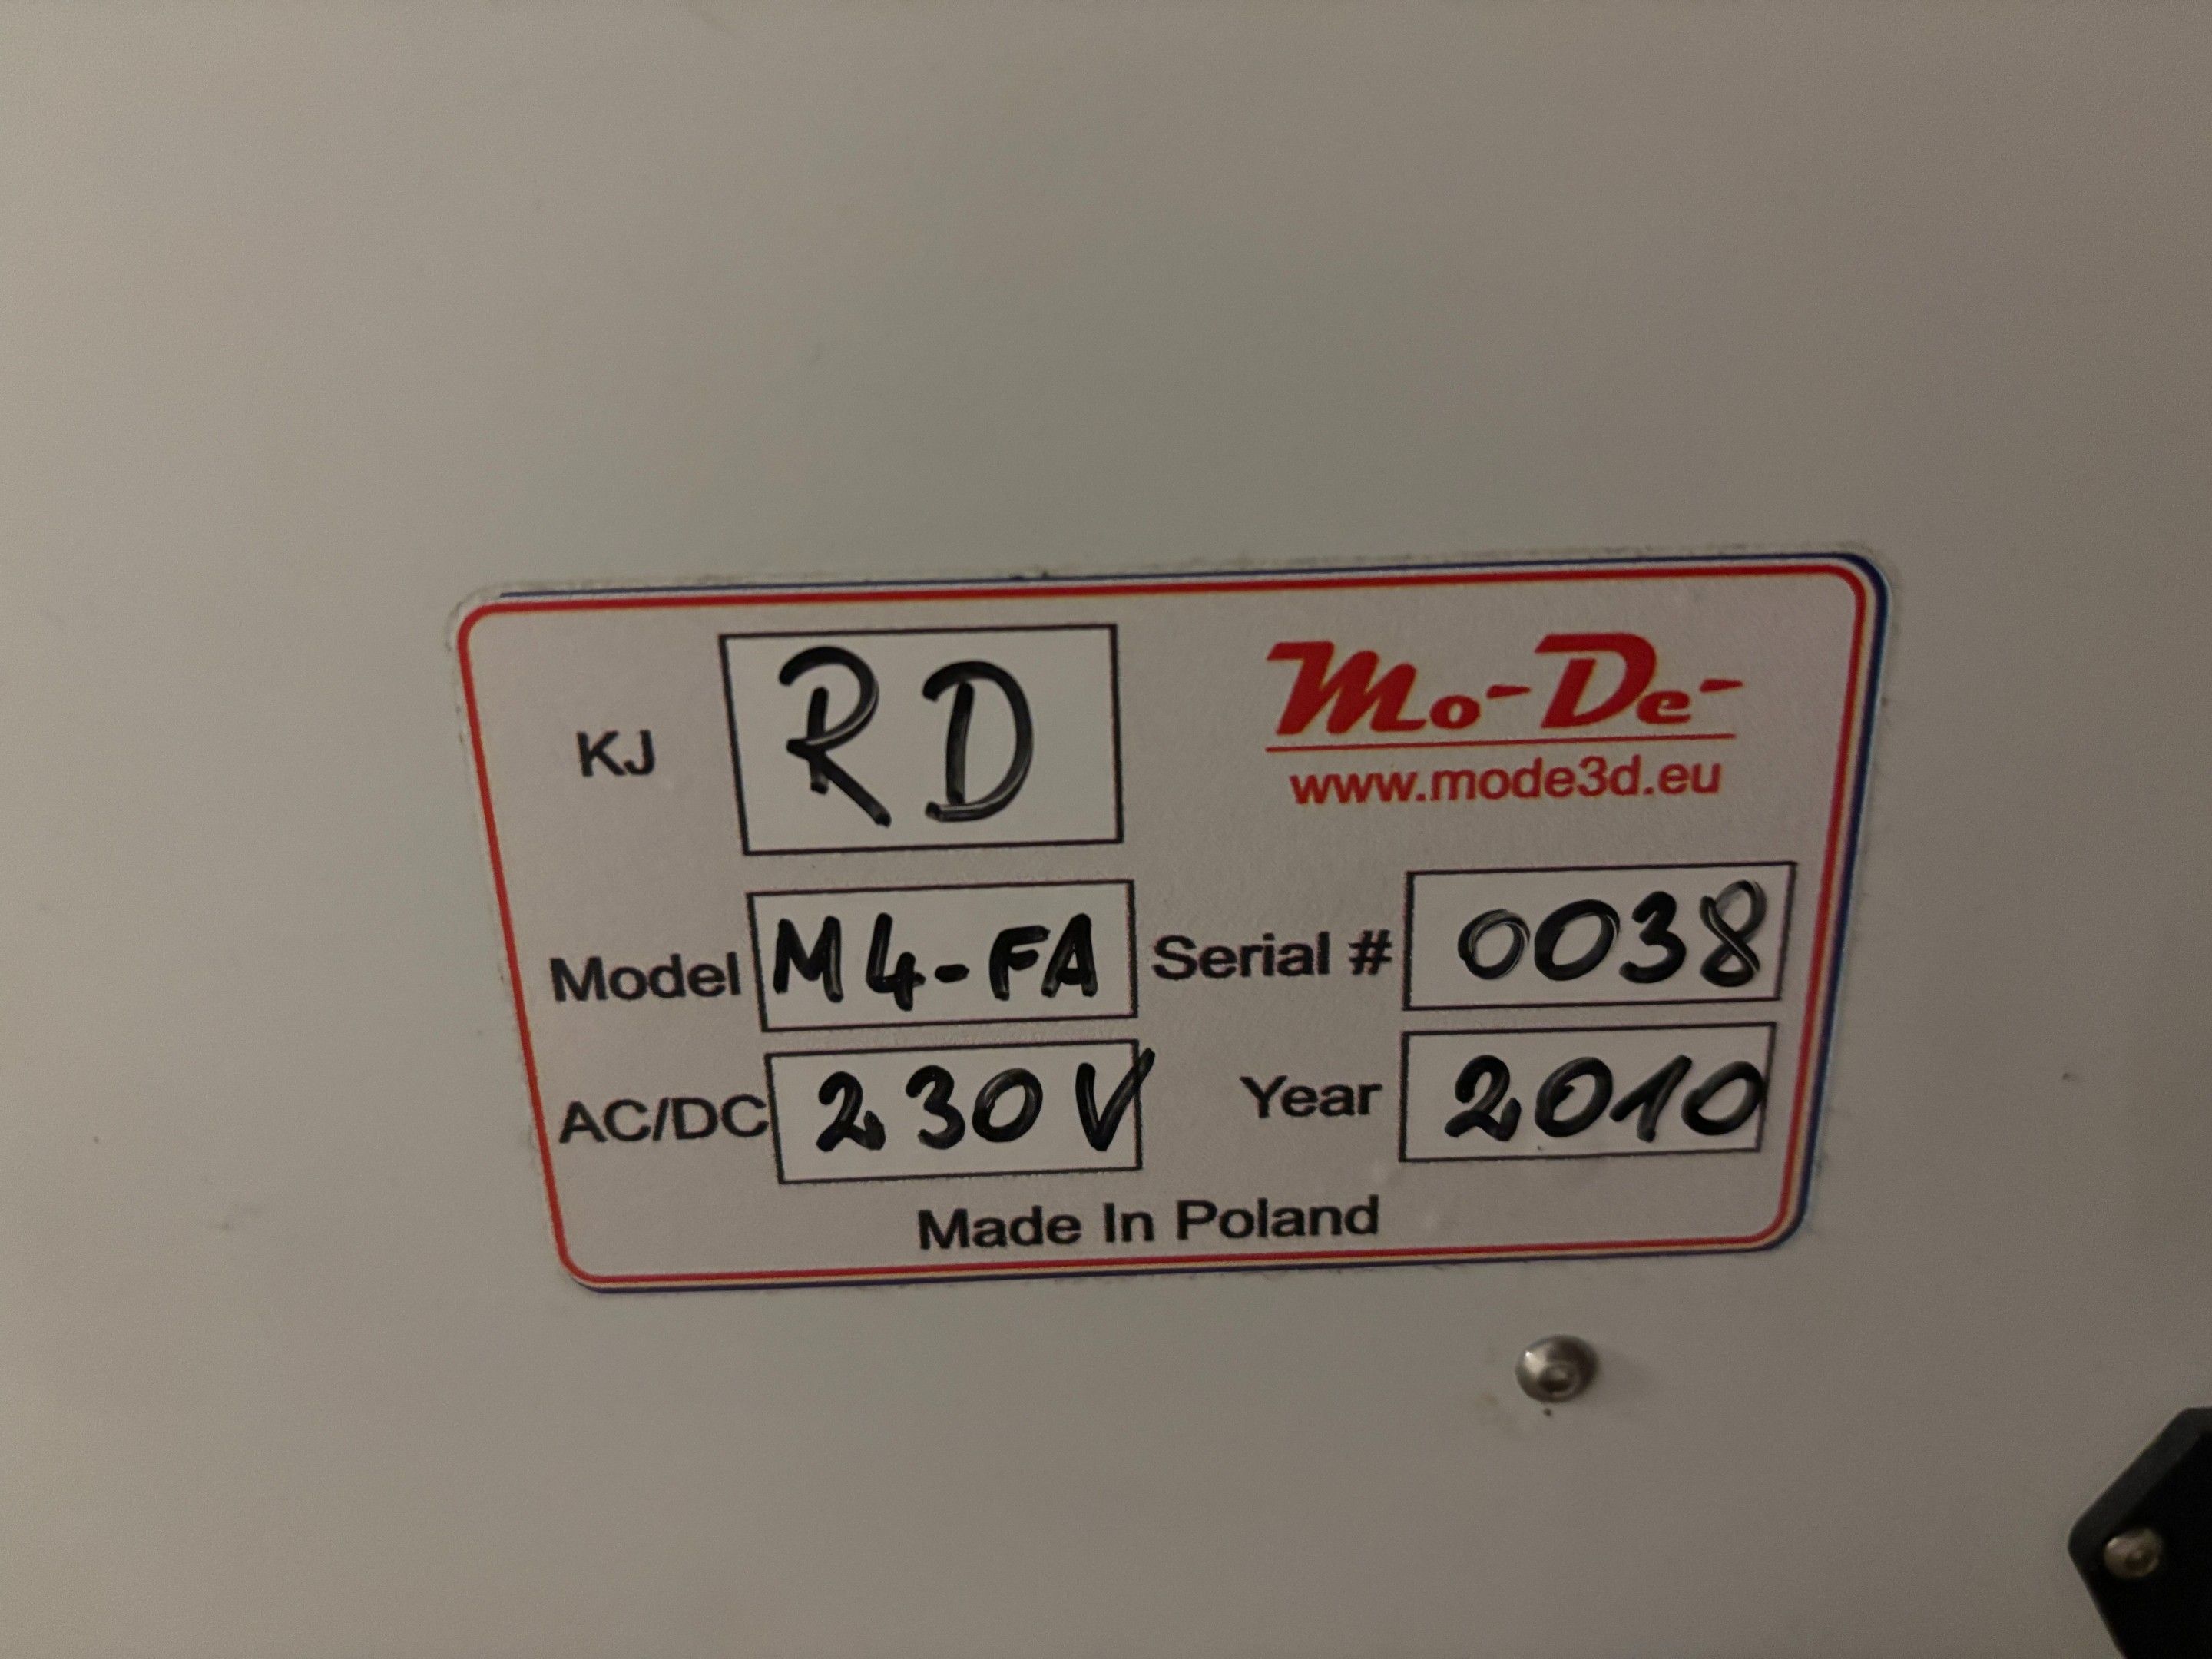 KJ RD Mo-De-
www.mode3d.eu
Model M4-FA Serial # 0038
AC/DC 230V Year 2010
Made In Poland